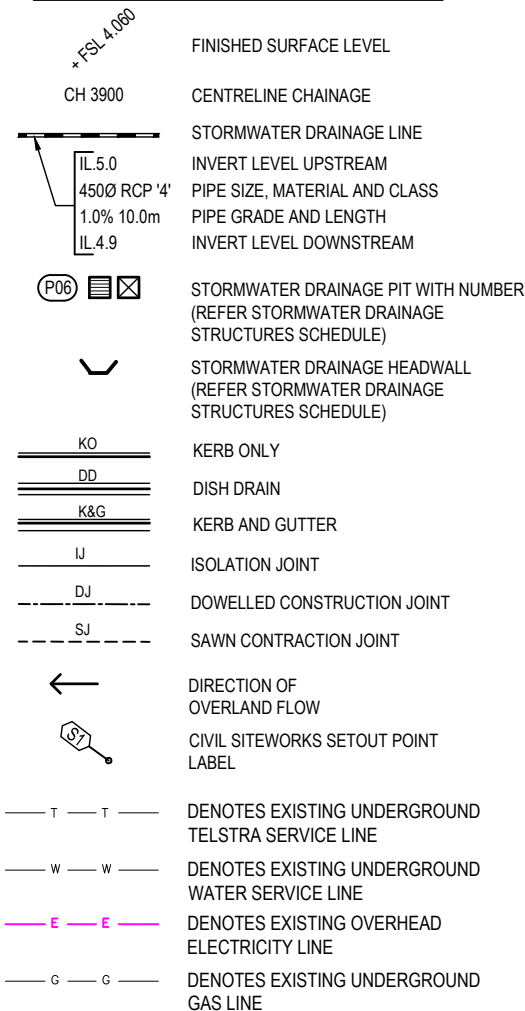 + FSL 4.060 FINISHED SURFACE LEVEL
CH 3900 CENTRELINE CHAINAGE
STORMWATER DRAINAGE LINE
IL.5.0 INVERT LEVEL UPSTREAM
450Ø RCP '4' PIPE SIZE, MATERIAL AND CLASS
1.0% 10.0m PIPE GRADE AND LENGTH
IL.4.9 INVERT LEVEL DOWNSTREAM
P06 STORMWATER DRAINAGE PIT WITH NUMBER
(REFER STORMWATER DRAINAGE
STRUCTURES SCHEDULE)
STORMWATER DRAINAGE HEADWALL
(REFER STORMWATER DRAINAGE
STRUCTURES SCHEDULE)
KO KERB ONLY
DD DISH DRAIN
K&G KERB AND GUTTER
IJ ISOLATION JOINT
DJ DOWELLED CONSTRUCTION JOINT
SJ SAWN CONTRACTION JOINT
DIRECTION OF
OVERLAND FLOW
S1 CIVIL SITEWORKS SETOUT POINT
LABEL
T T DENOTES EXISTING UNDERGROUND
TELSTRA SERVICE LINE
W W DENOTES EXISTING UNDERGROUND
WATER SERVICE LINE
E E DENOTES EXISTING OVERHEAD
ELECTRICITY LINE
G G DENOTES EXISTING UNDERGROUND
GAS LINE